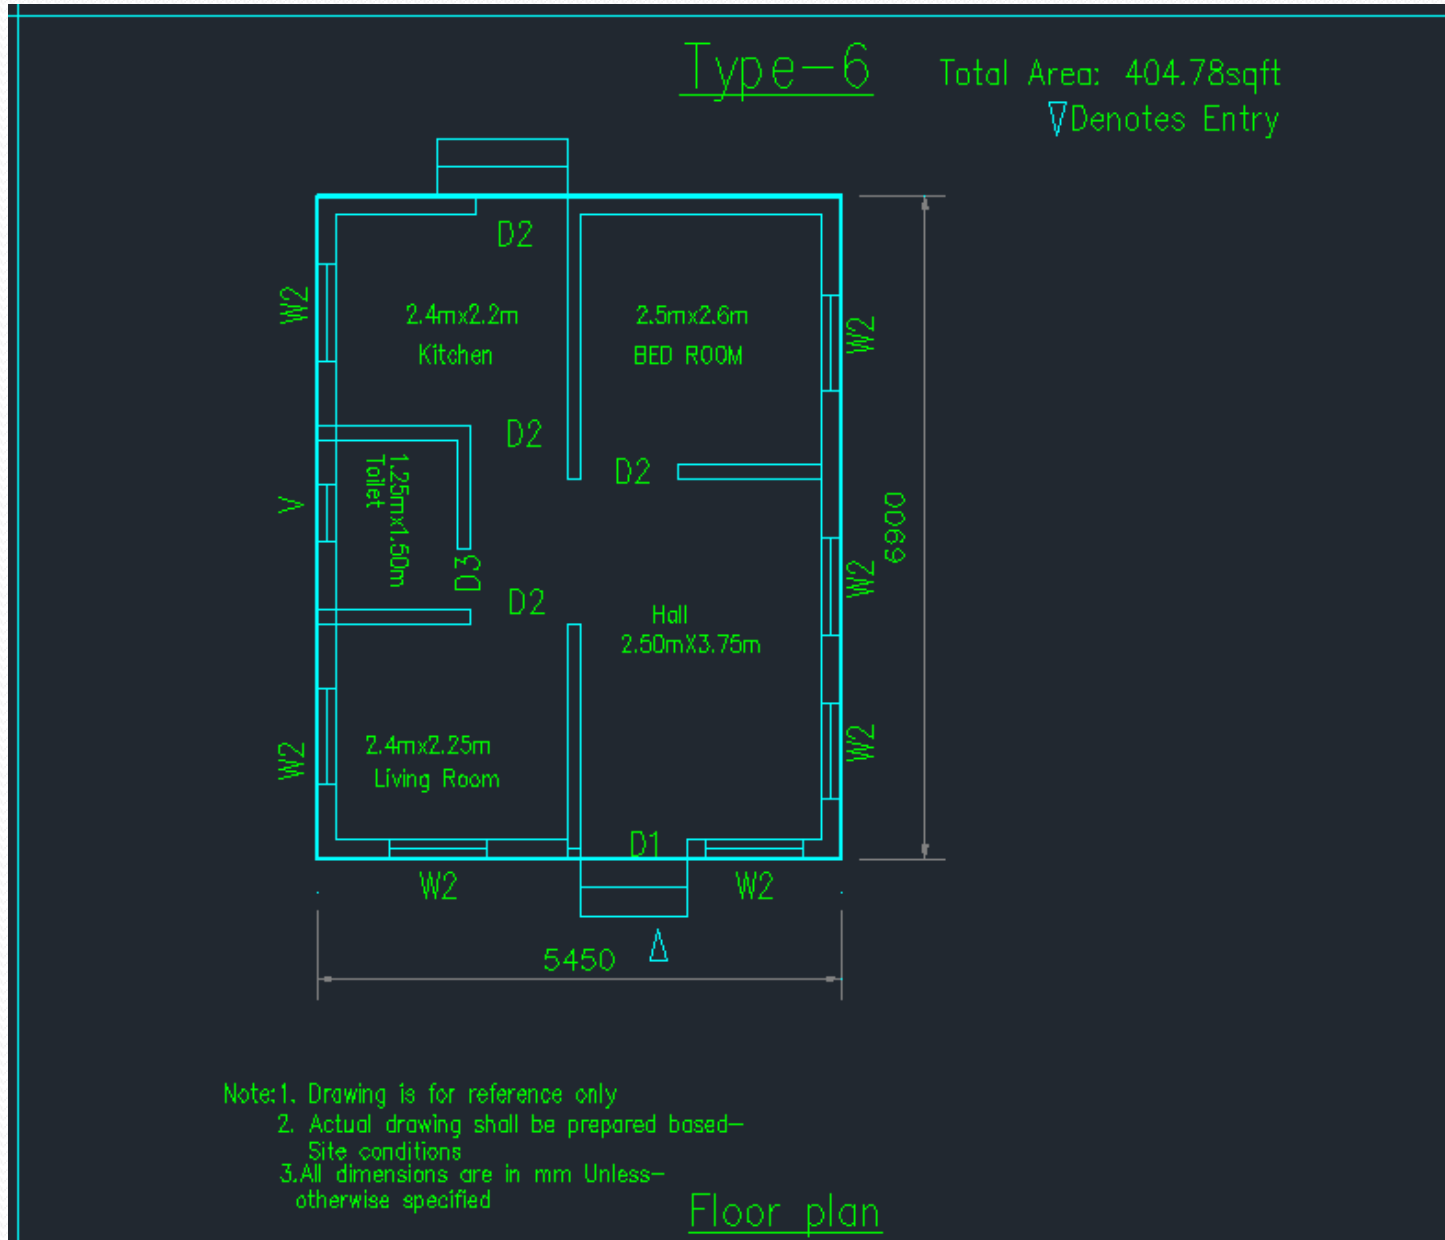 Type-6
Total Area: 404.78sqft
Denotes Entry
D2
W2
2.4mx2.2m
Kitchen
2.5mx2.6m
BED ROOM
W2
D2
D2
1.25mx1.50m
Toilet
V
6900
D3
D2
W2
Hall
2.50mX3.75m
W2
2.4mx2.25m
Living Room
W2
D1
W2
W2
5450
Note:1. Drawing is for reference only
2. Actual drawing shall be prepared based-
Site conditions
3.All dimensions are in mm Unless-
otherwise specified
Floor plan